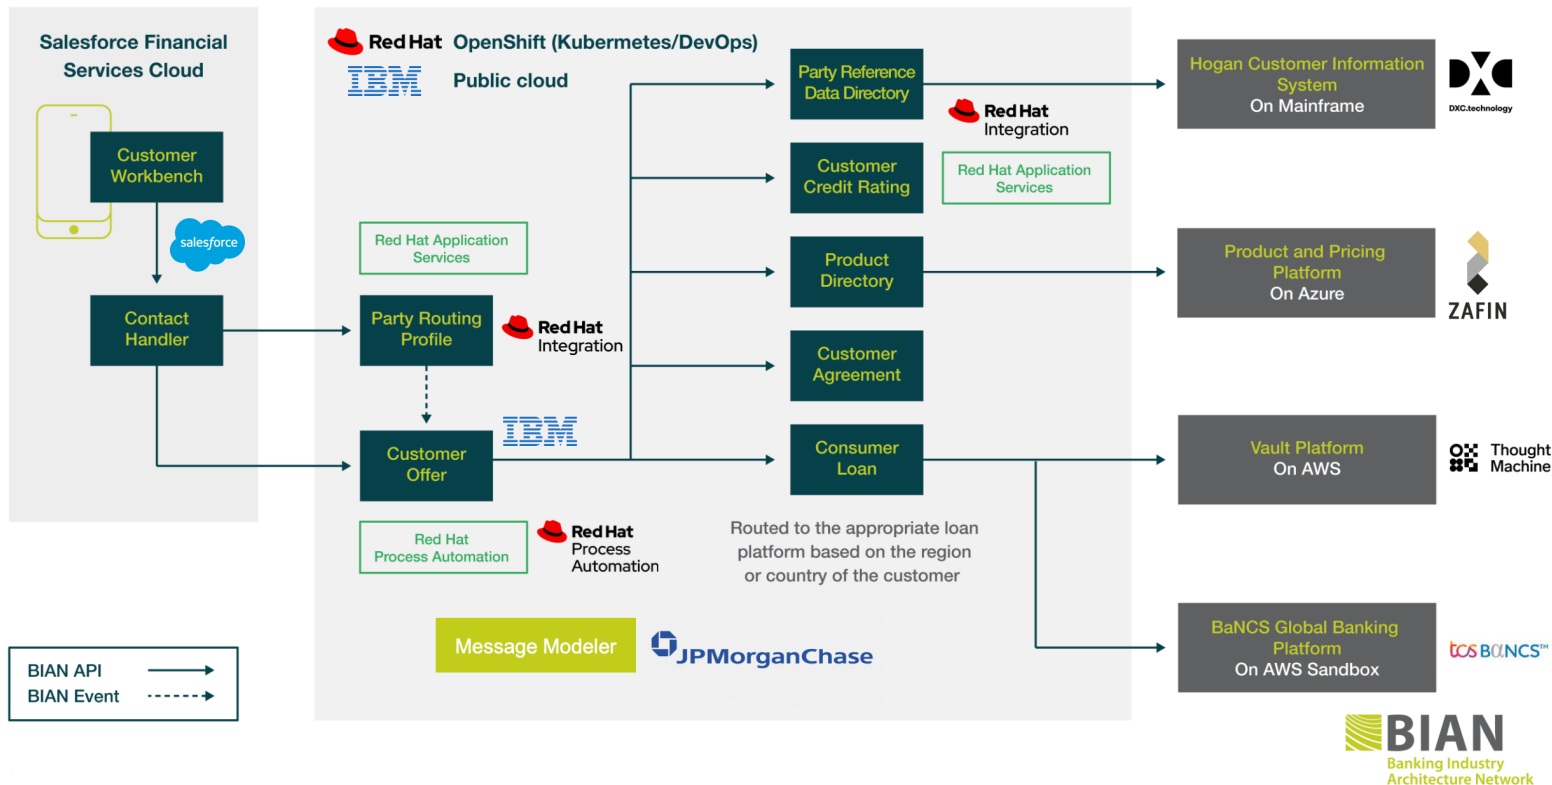 Salesforce Financial
Services Cloud
Customer
Workbench
salesforce
Contact
Handler
BIAN API
BIAN Event
Red Hat
OpenShift (Kubernetes/DevOps)
IBM
Public cloud
Red Hat Application
Services
Party Routing
Profile
Red Hat
Integration
Customer
Offer
IBM
Red Hat
Process Automation
Red Hat
Process
Automation
Message Modeler
JPMorganChase
Party Reference
Data Directory
Red Hat
Integration
Customer
Credit Rating
Red Hat Application
Services
Product
Directory
Customer
Agreement
Consumer
Loan
Routed to the appropriate loan
platform based on the region
or country of the customer
Hogan Customer Information
System
On Mainframe
DXC
DXC.technology
Product and Pricing
Platform
On Azure
ZAFIN
Vault Platform
On AWS
Thought
Machine
BaNCS Global Banking
Platform
On AWS Sandbox
tcs BαNCS™
BIAN
Banking Industry
Architecture Network